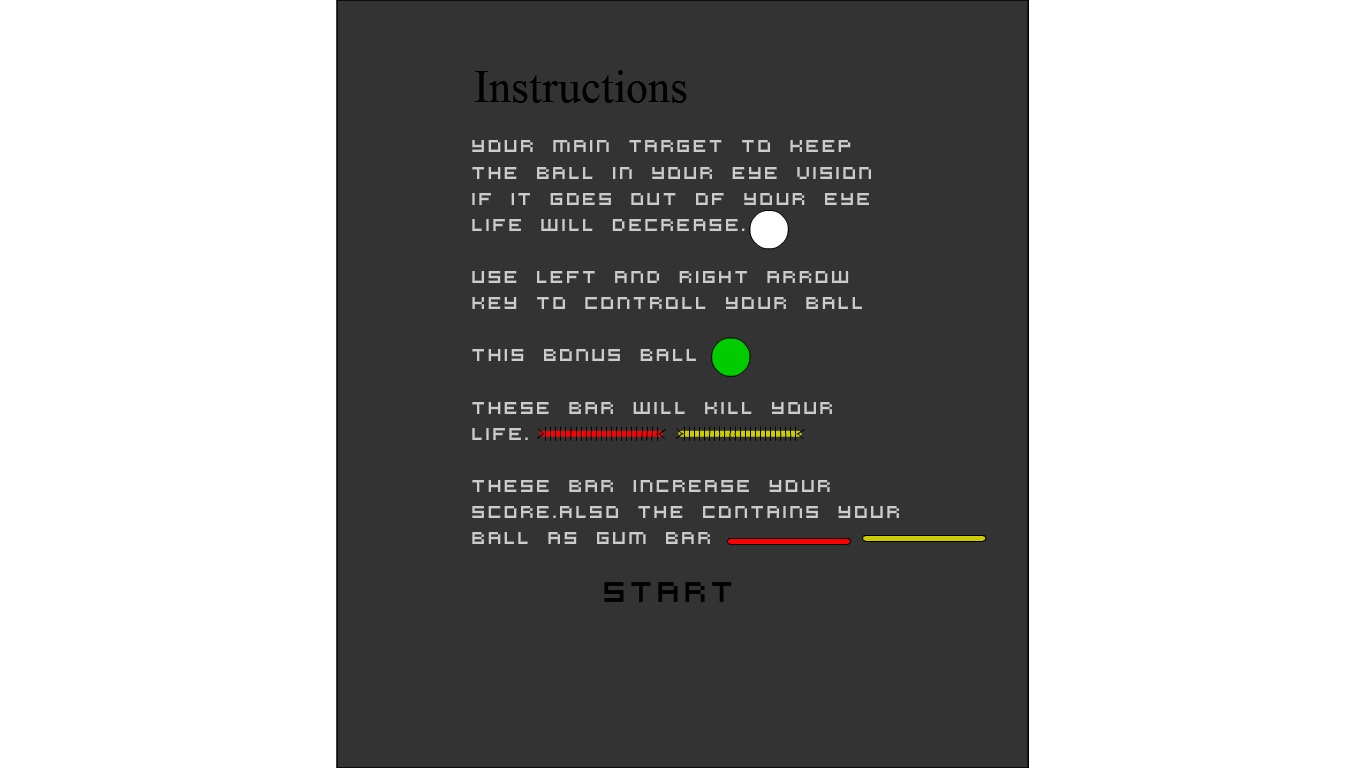 Instructions
YOUR MAIN TARGET TO KEEP
THE BALL IN YOUR EYE VISION
IF IT GOES OUT OF YOUR EYE
LIFE WILL DECREASE.
USE LEFT AND RIGHT ARROW
KEY TO CONTROLL YOUR BALL
THIS BONUS BALL
THESE BAR WILL KILL YOUR
LIFE.
THESE BAR INCREASE YOUR
SCORE.ALSO THE CONTAINS YOUR
BALL AS GUM BAR
START